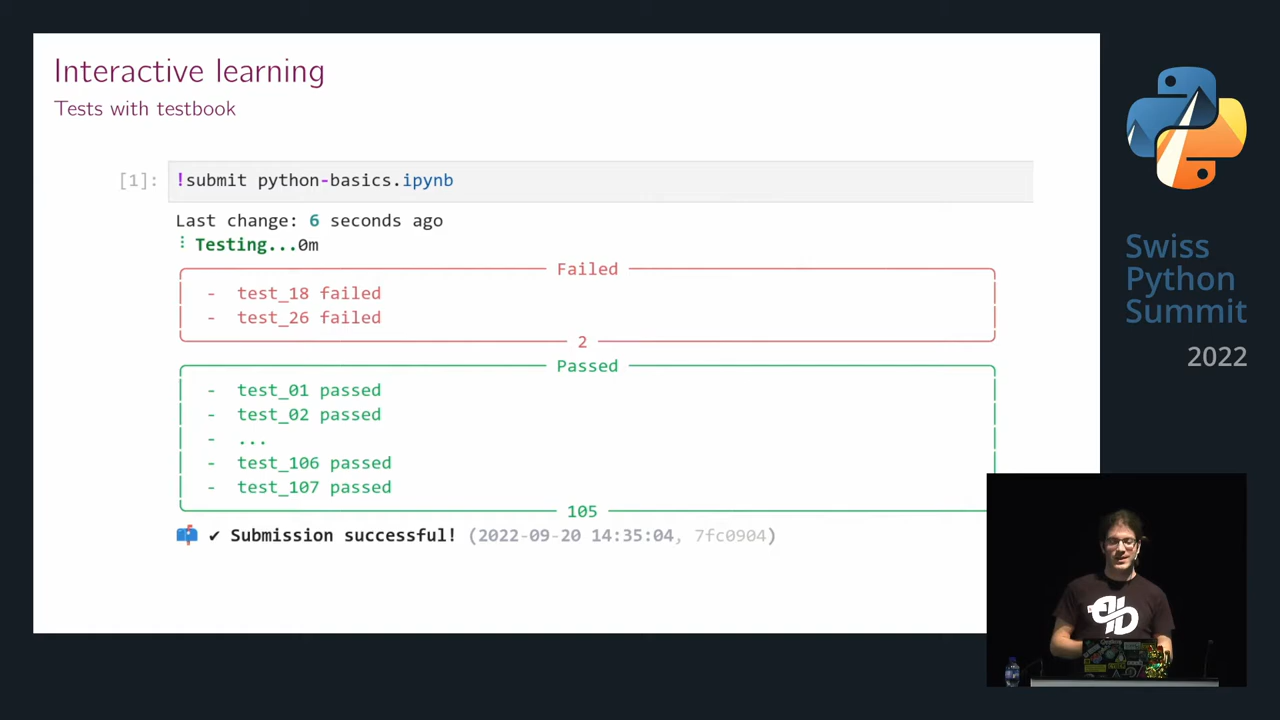 Interactive learning
Tests with testbook
[1]: !submit python-basics.ipynb
Last change: 6 seconds ago
⠸ Testing...0m
Failed
- test_18 failed
- test_26 failed
2
Passed
- test_01 passed
- test_02 passed
- ...
- test_106 passed
- test_107 passed
105
📫 ✔ Submission successful! (2022-09-20 14:35:04, 7fc0904)
Swiss
Python
Summit
2022